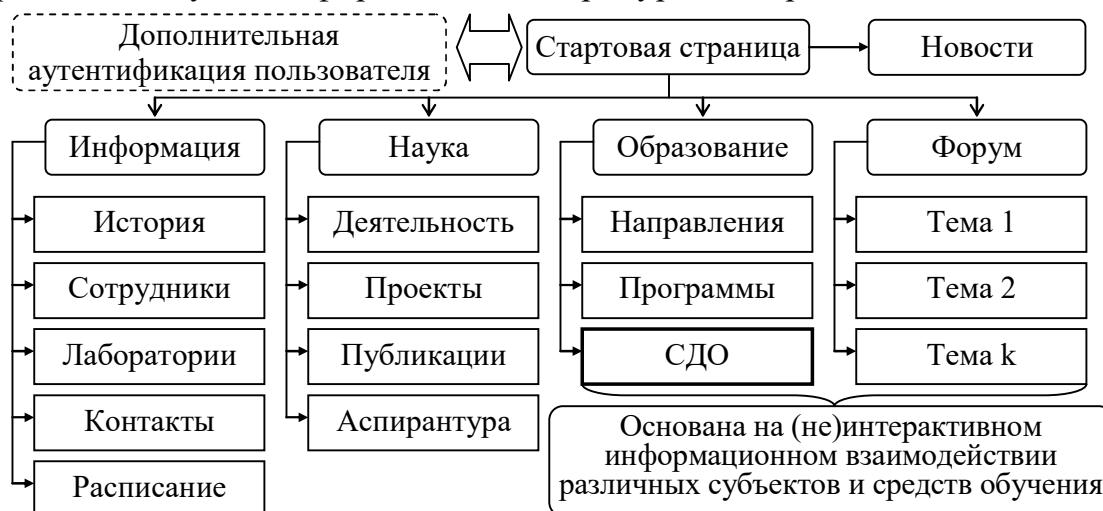 Дополнительная
аутентификация пользователя
Стартовая страница
Новости
Информация
Наука
Образование
Форум
История
Деятельность
Направления
Тема 1
Сотрудники
Проекты
Программы
Тема 2
Лаборатории
Публикации
СДО
Тема k
Контакты
Аспирантура
Расписание
Основана на (не)интерактивном
информационном взаимодействии
различных субъектов и средств обучения